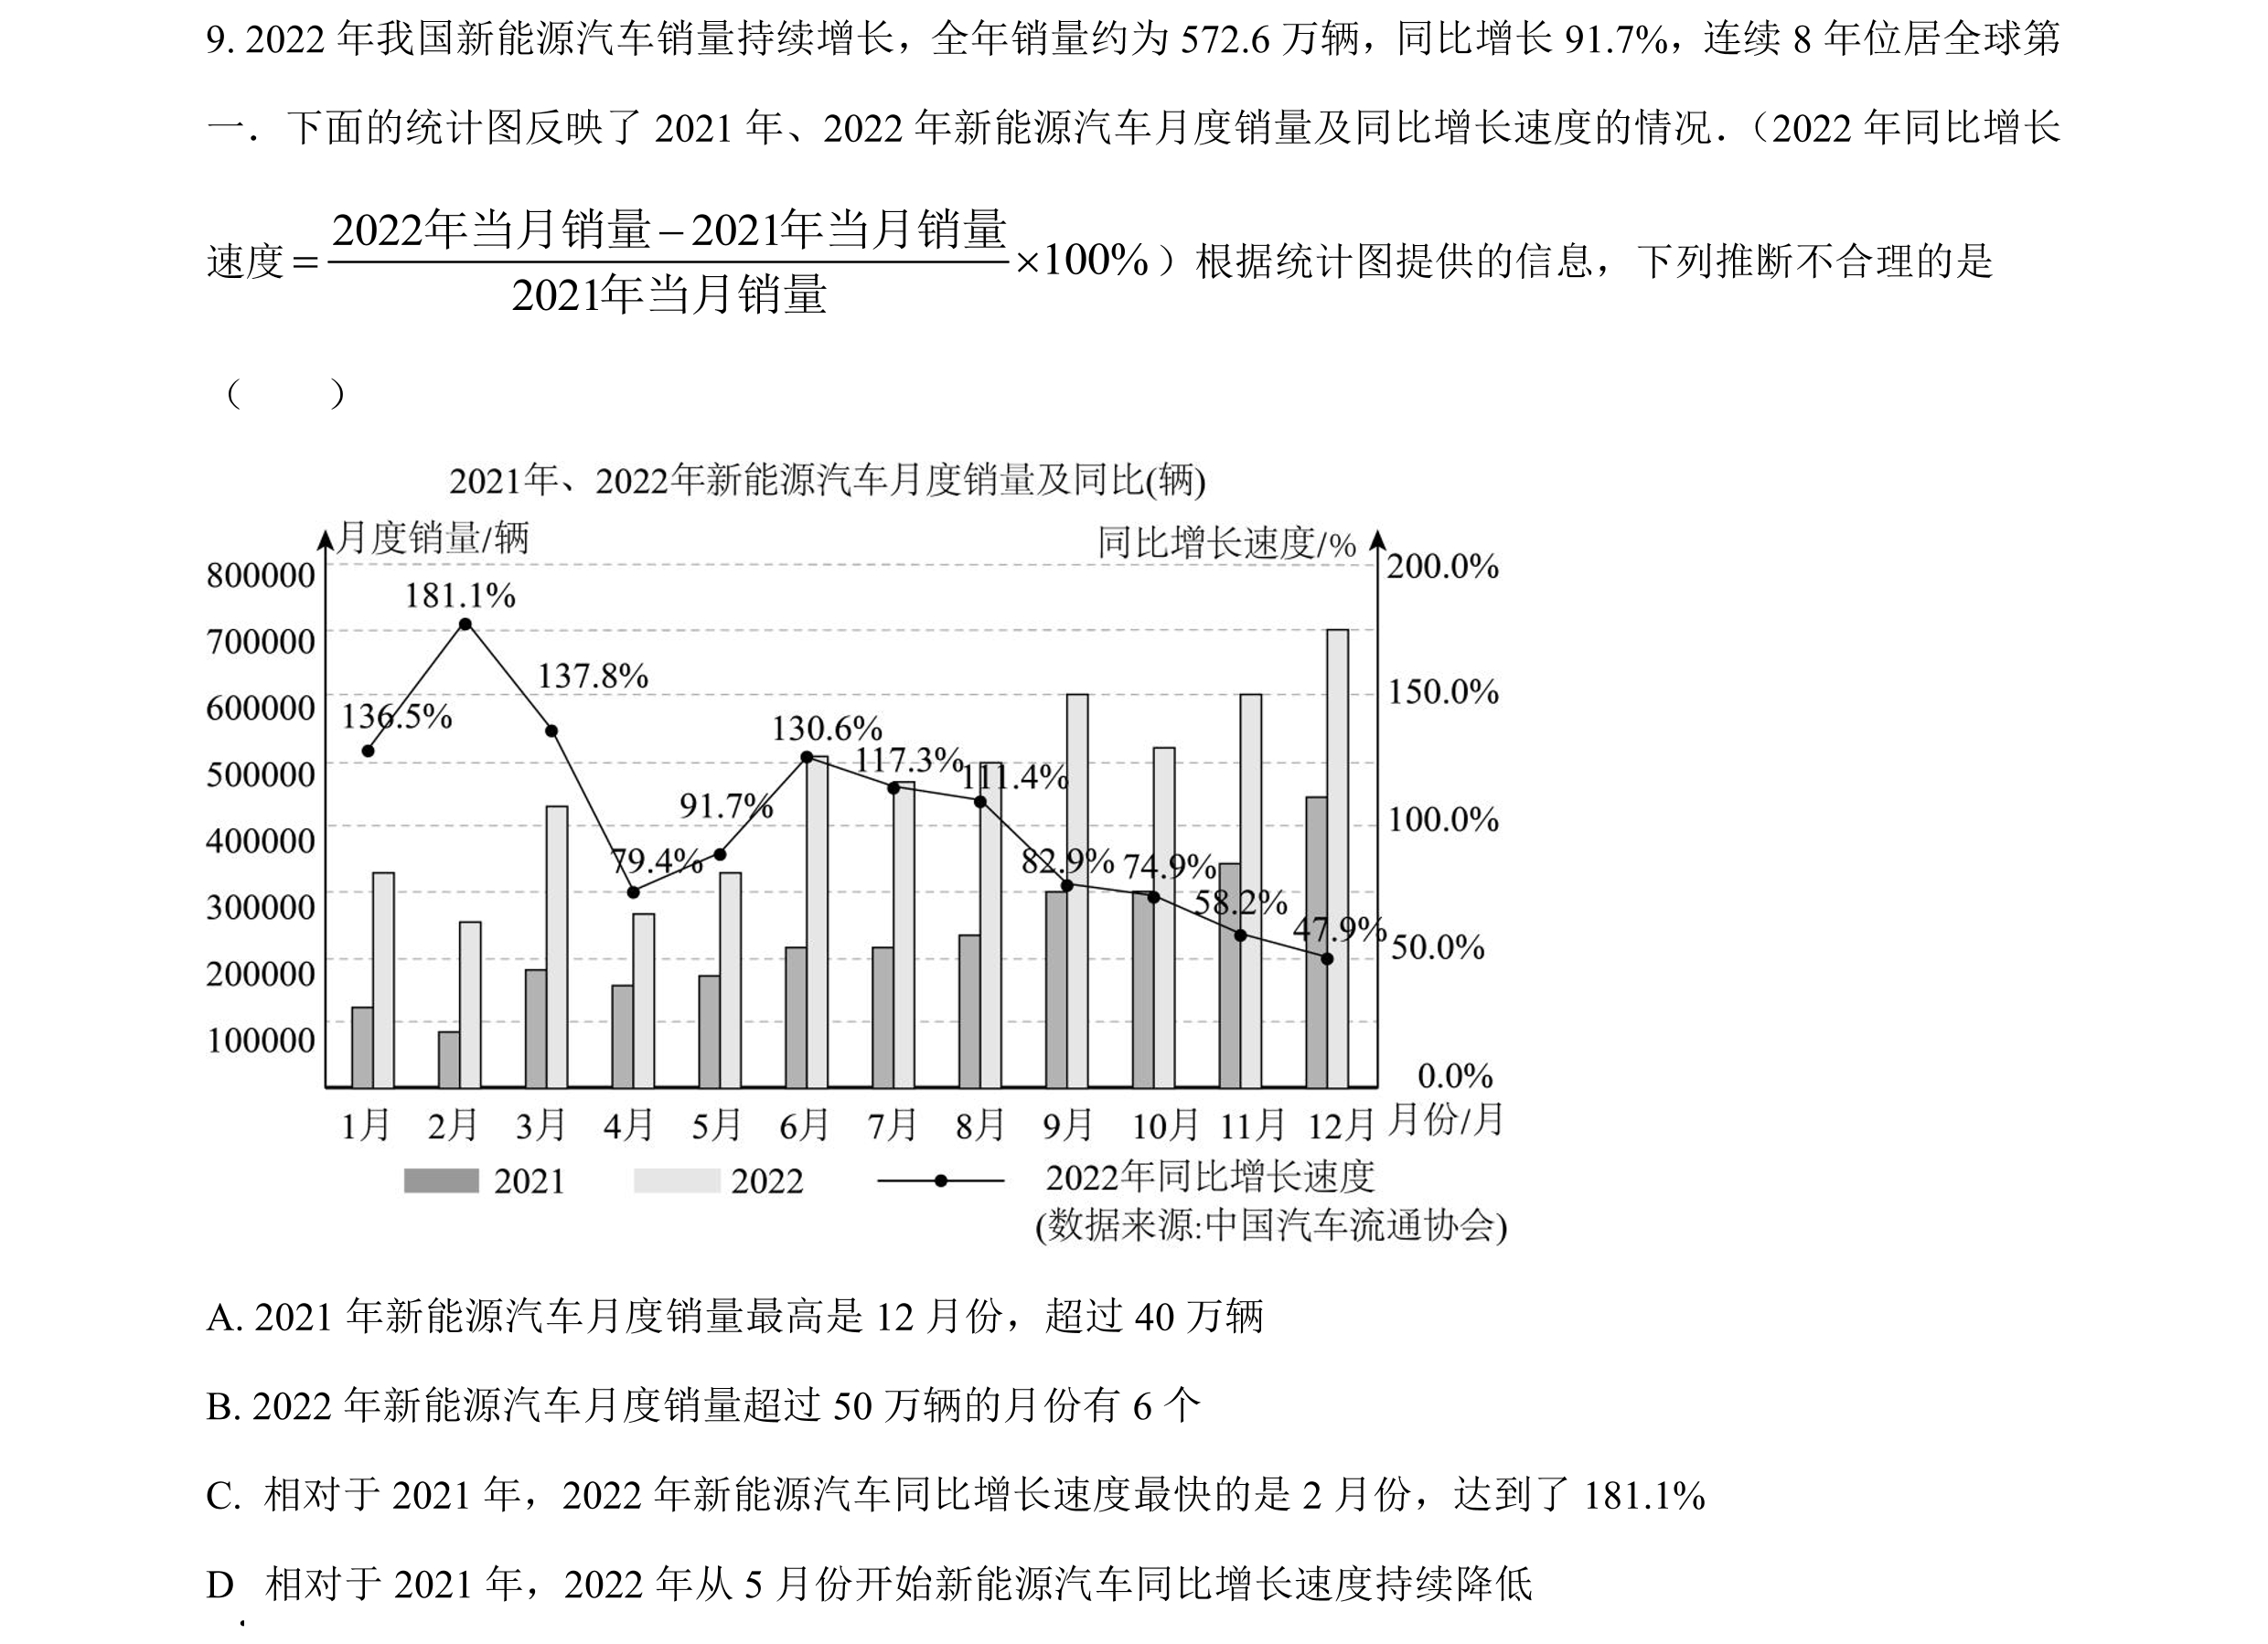 9. 2022 年我国新能源汽车销量持续增长，全年销量约为 572.6 万辆，同比增长 91.7%，连续 8 年位居全球第
一．下面的统计图反映了 2021 年、2022 年新能源汽车月度销量及同比增长速度的情况．（2022 年同比增长
速度＝(2022年当月销量－2021年当月销量)/2021年当月销量×100%）根据统计图提供的信息，下列推断不合理的是
（　　）
2021年、2022年新能源汽车月度销量及同比(辆)
月度销量/辆 同比增长速度/%
800000 200.0%
181.1%
700000
137.8% 150.0%
600000
136.5% 130.6%
500000 117.3% 111.4%
91.7% 100.0%
400000
79.4% 82.9% 74.9%
300000 58.2%
47.9% 50.0%
200000
100000
0.0%
1月 2月 3月 4月 5月 6月 7月 8月 9月 10月 11月 12月 月份/月
2021 2022 2022年同比增长速度
(数据来源:中国汽车流通协会)
A. 2021 年新能源汽车月度销量最高是 12 月份，超过 40 万辆
B. 2022 年新能源汽车月度销量超过 50 万辆的月份有 6 个
C. 相对于 2021 年，2022 年新能源汽车同比增长速度最快的是 2 月份，达到了 181.1%
D. 相对于 2021 年，2022 年从 5 月份开始新能源汽车同比增长速度持续降低